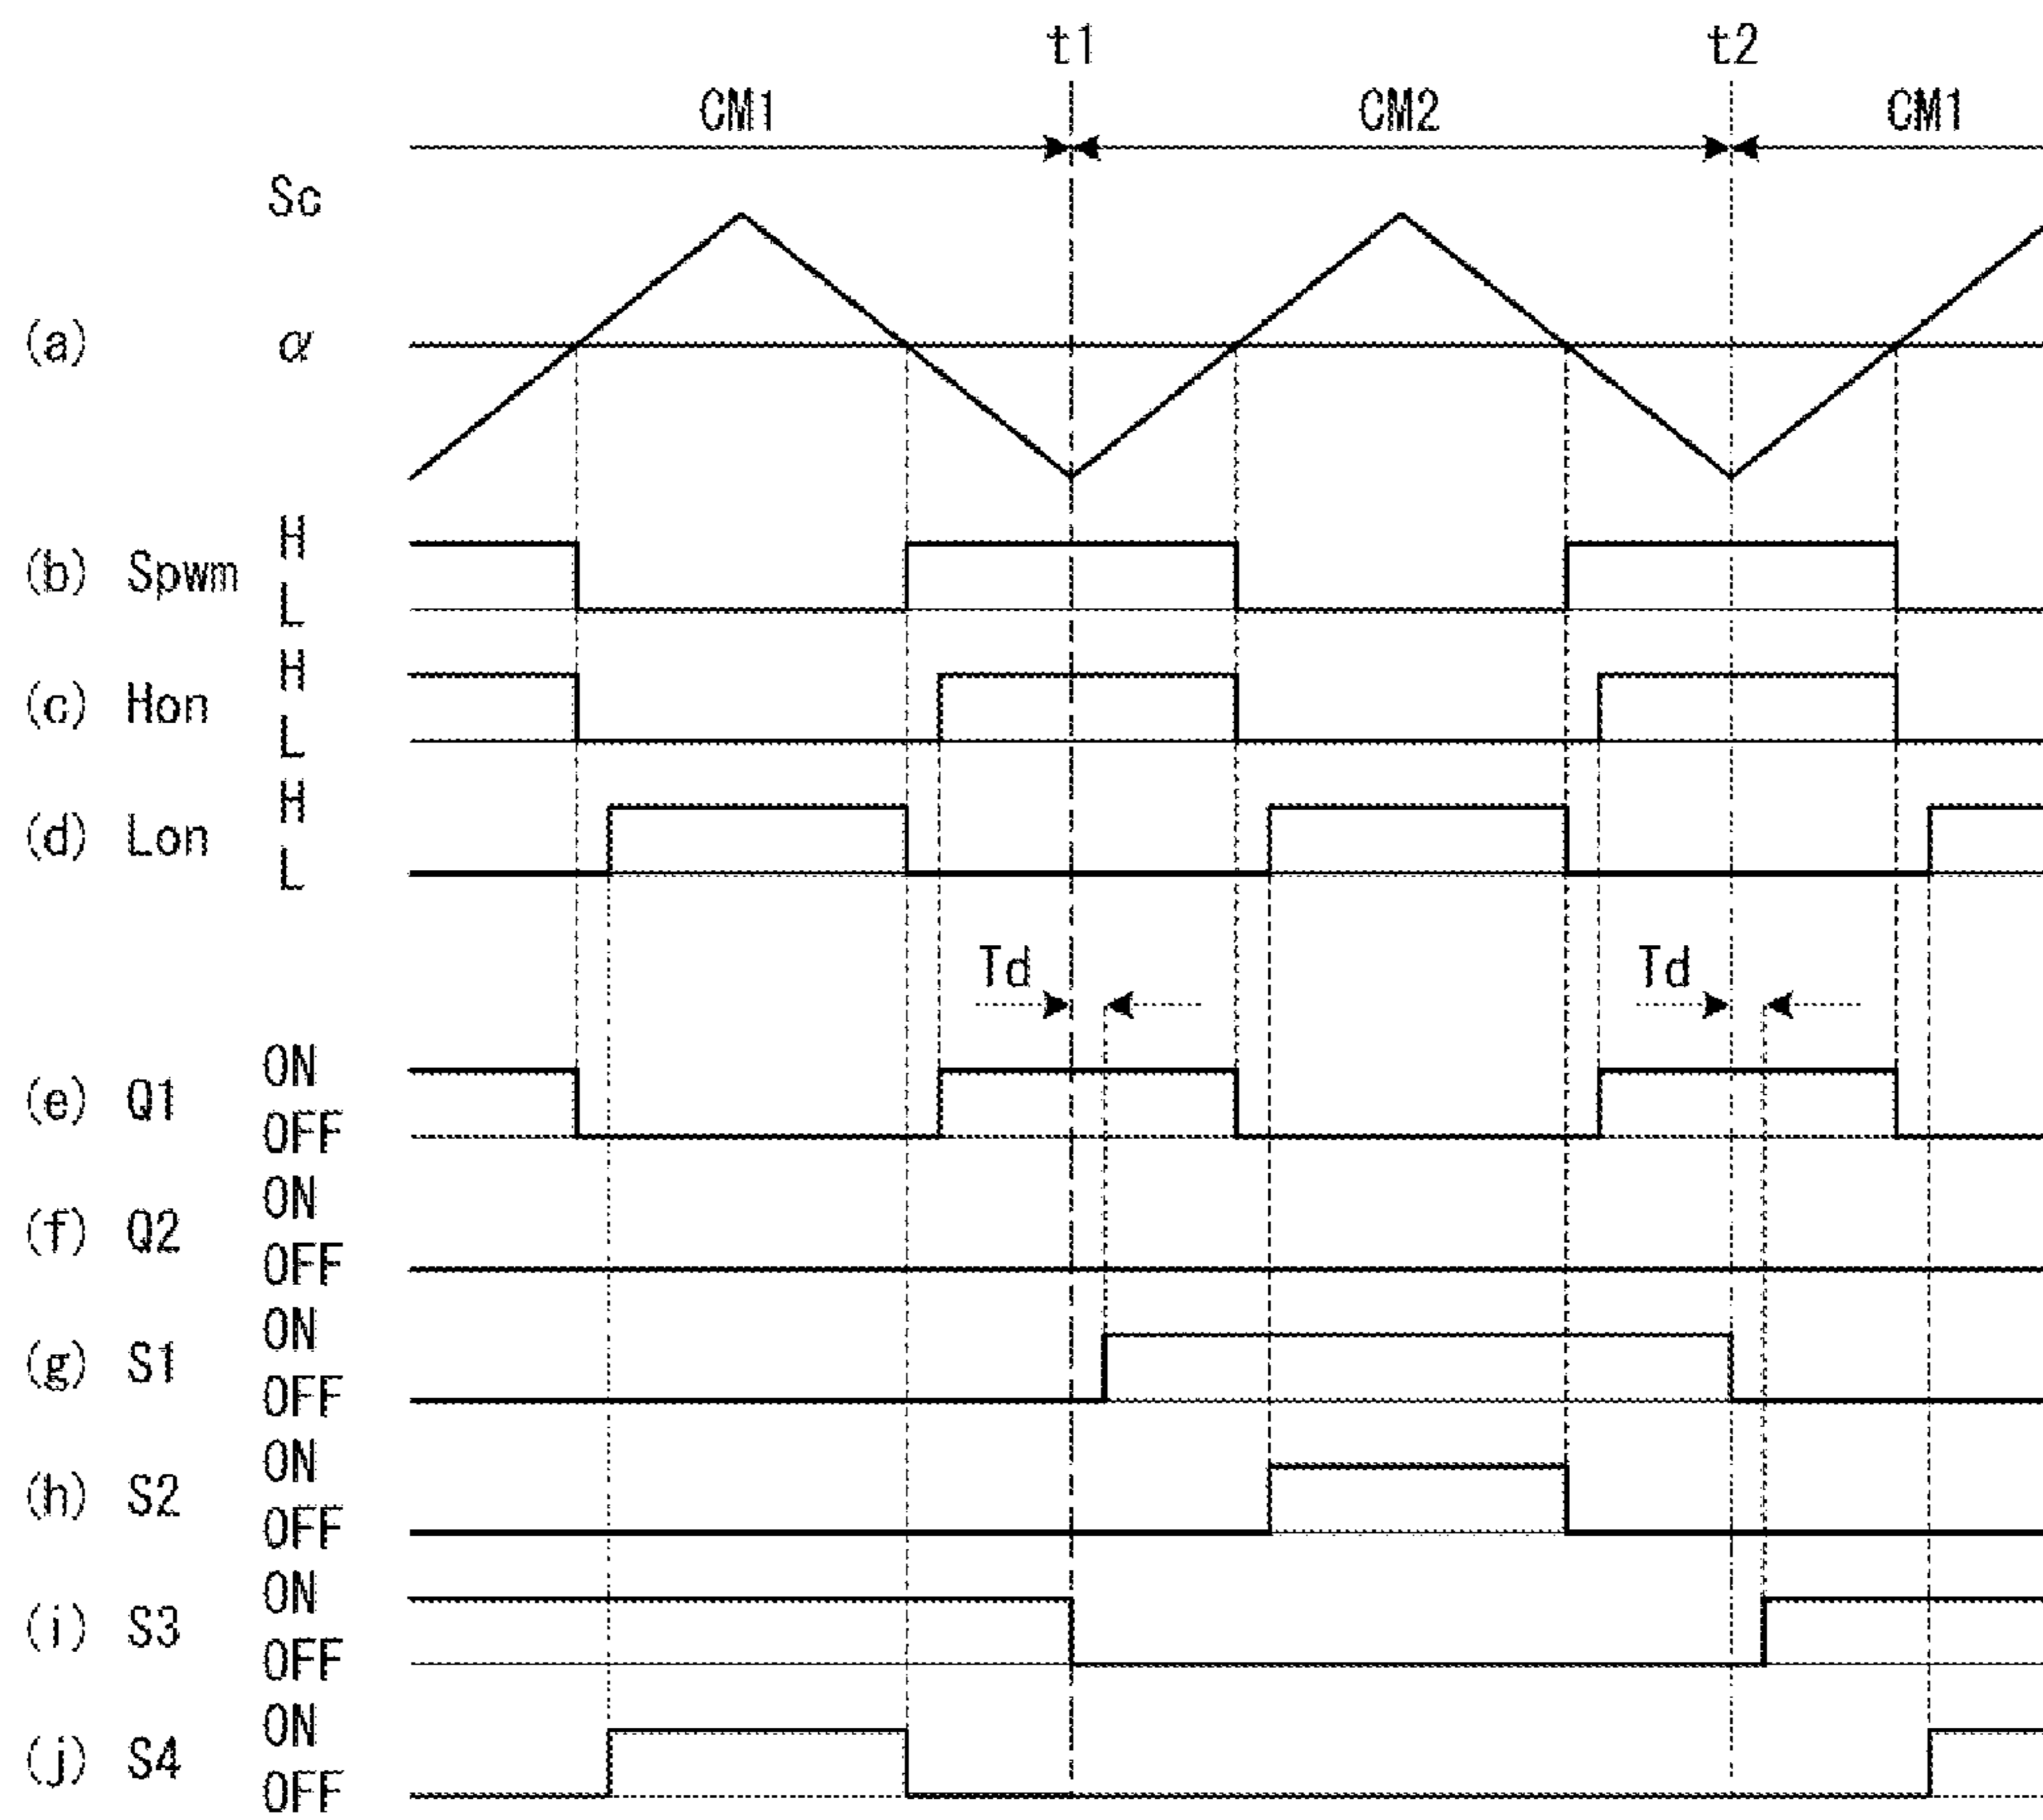 t1 t2
CM1 CM2 CM1
Sc
(a) α
(b) Spwm H
L
(c) Hon H
L
(d) Lon H
L
Td Td
(e) Q1 ON
OFF
(f) Q2 ON
OFF
(g) S1 ON
OFF
(h) S2 ON
OFF
(i) S3 ON
OFF
(j) S4 ON
OFF